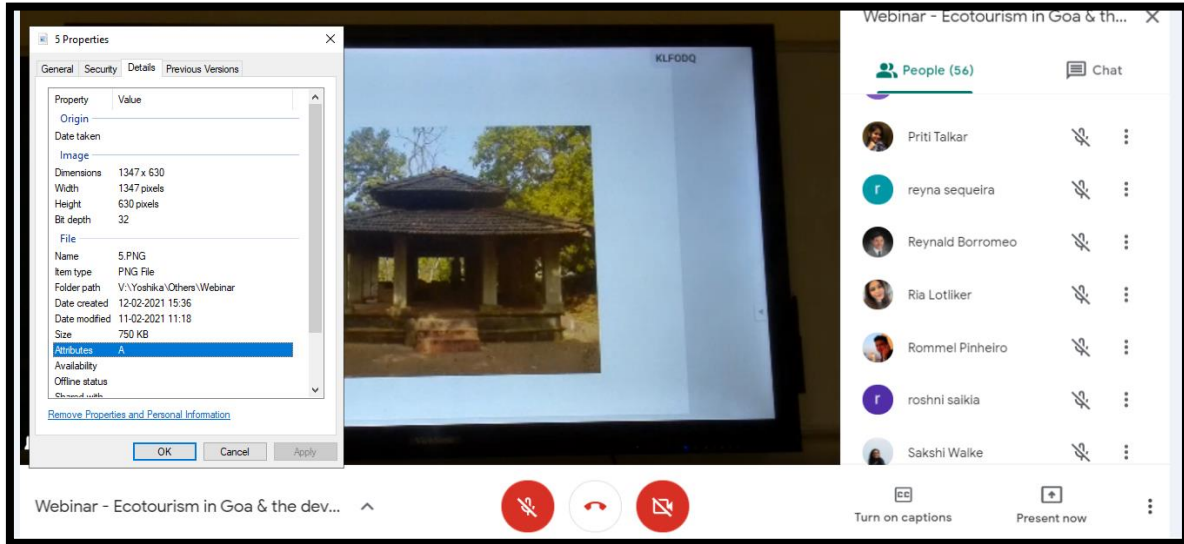 5 Properties
General Security Details Previous Versions
Property Value
Origin
Date taken
Image
Dimensions 1347 x 630
Width 1347 pixels
Height 630 pixels
Bit depth 32
File
Name 5.PNG
Item type PNG File
Folder path V:\Yoshika\Others\Webinar
Date created 12-02-2021 15:36
Date modified 11-02-2021 11:18
Size 750 KB
Attributes A
Availability
Offline status
Shared with
Remove Properties and Personal Information
OK Cancel Apply
KLFODQ
Webinar - Ecotourism in Goa & th...
People (56) Chat
Priti Talkar
r reyna sequeira
Reynald Borromeo
Ria Lotliker
Rommel Pinheiro
r roshni saikia
Sakshi Walke
Webinar - Ecotourism in Goa & the dev...
CC
Turn on captions Present now